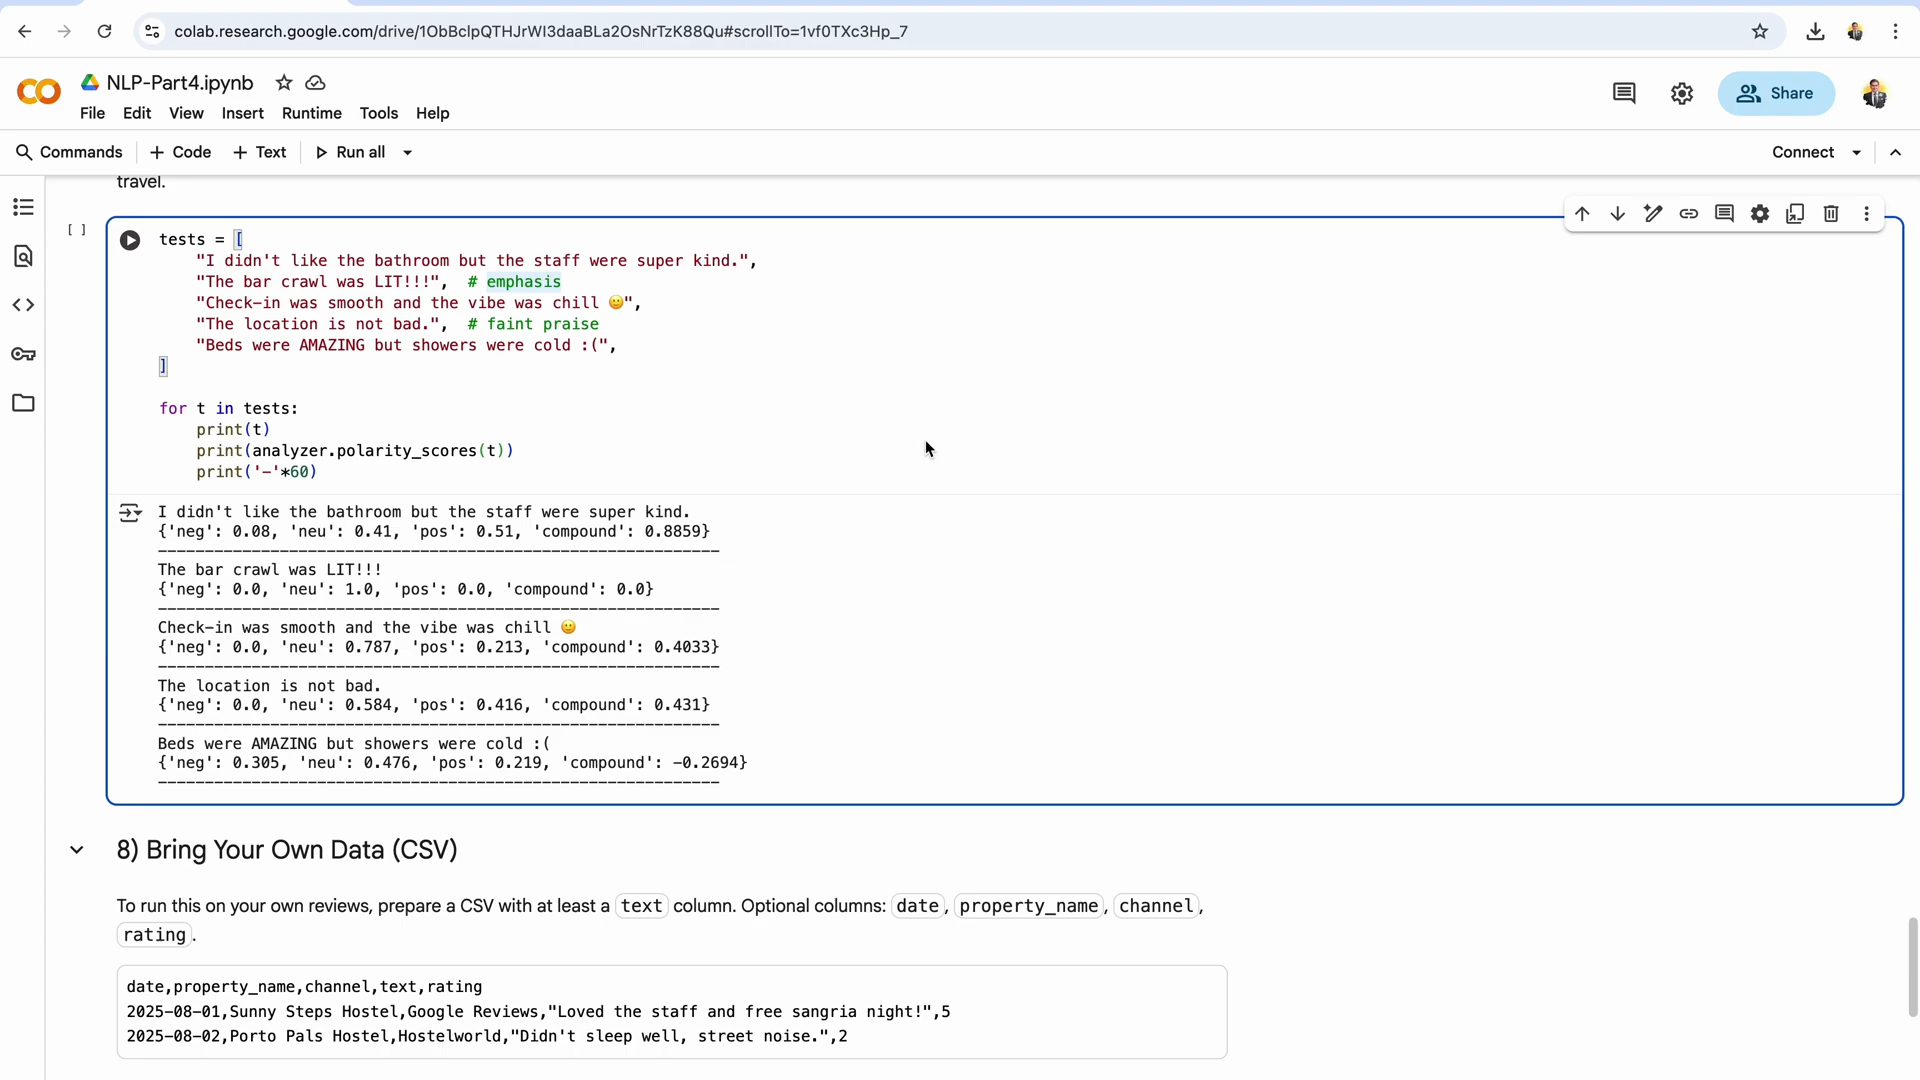 colab.research.google.com/drive/1ObBclpQTHJrWI3daaBLa2OsNrTzK88Qu#scrollTo=1vf0TXc3Hp_7
NLP-Part4.ipynb
File Edit View Insert Runtime Tools Help
Share
Commands + Code + Text Run all
Connect
travel.
[ ]
tests = [
    "I didn't like the bathroom but the staff were super kind.",
    "The bar crawl was LIT!!!",  # emphasis
    "Check-in was smooth and the vibe was chill 🙂",
    "The location is not bad.",  # faint praise
    "Beds were AMAZING but showers were cold :(",
]
for t in tests:
    print(t)
    print(analyzer.polarity_scores(t))
    print('-'*60)
I didn't like the bathroom but the staff were super kind.
{'neg': 0.08, 'neu': 0.41, 'pos': 0.51, 'compound': 0.8859}
------------------------------------------------------------
The bar crawl was LIT!!!
{'neg': 0.0, 'neu': 1.0, 'pos': 0.0, 'compound': 0.0}
------------------------------------------------------------
Check-in was smooth and the vibe was chill 🙂
{'neg': 0.0, 'neu': 0.787, 'pos': 0.213, 'compound': 0.4033}
------------------------------------------------------------
The location is not bad.
{'neg': 0.0, 'neu': 0.584, 'pos': 0.416, 'compound': 0.431}
------------------------------------------------------------
Beds were AMAZING but showers were cold :(
{'neg': 0.305, 'neu': 0.476, 'pos': 0.219, 'compound': -0.2694}
------------------------------------------------------------
8) Bring Your Own Data (CSV)
To run this on your own reviews, prepare a CSV with at least a text column. Optional columns: date, property_name, channel,
rating.
date,property_name,channel,text,rating
2025-08-01,Sunny Steps Hostel,Google Reviews,"Loved the staff and free sangria night!",5
2025-08-02,Porto Pals Hostel,Hostelworld,"Didn't sleep well, street noise.",2